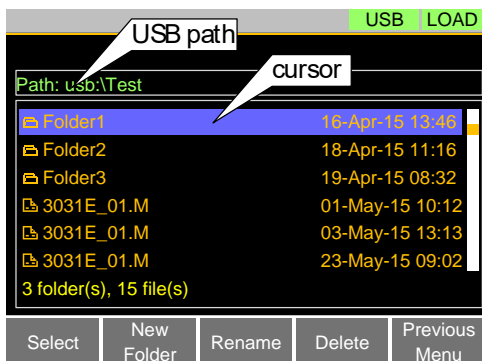 USB LOAD
USB path
cursor
Path: usb:\Test
Folder1 16-Apr-15 13:46
Folder2 18-Apr-15 11:16
Folder3 19-Apr-15 08:32
3031E_01.M 01-May-15 10:12
3031E_01.M 03-May-15 13:13
3031E_01.M 23-May-15 09:02
3 folder(s), 15 file(s)
Select
New
Folder
Rename
Delete
Previous
Menu